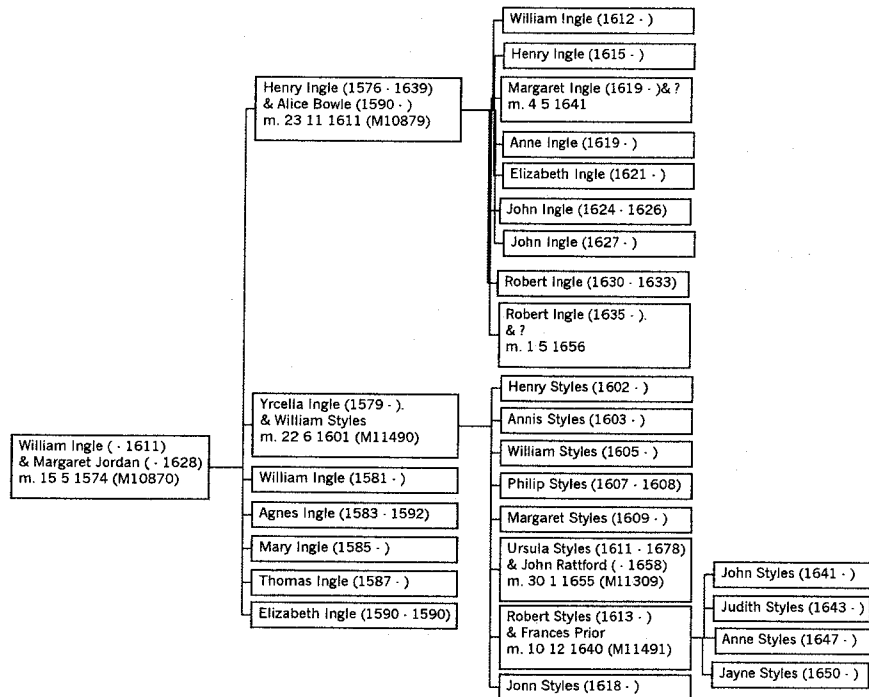 William Ingle ( · 1611)
& Margaret Jordan ( · 1628)
m. 15 5 1574 (M10870)
Henry Ingle (1576 · 1639)
& Alice Bowle (1590 · )
m. 23 11 1611 (M10879)
William Ingle (1612 · )
Henry Ingle (1615 · )
Margaret Ingle (1619 · )& ?
m. 4 5 1641
Anne Ingle (1619 · )
Elizabeth Ingle (1621 · )
John Ingle (1624 · 1626)
John Ingle (1627 · )
Robert Ingle (1630 · 1633)
Robert Ingle (1635 · ).
& ?
m. 1 5 1656
Yrcella Ingle (1579 · ).
& William Styles
m. 22 6 1601 (M11490)
Henry Styles (1602 · )
Annis Styles (1603 · )
William Styles (1605 · )
Philip Styles (1607 · 1608)
Margaret Styles (1609 · )
Ursula Styles (1611 · 1678)
& John Rattford ( · 1658)
m. 30 1 1655 (M11309)
Robert Styles (1613 · )
& Frances Prior
m. 10 12 1640 (M11491)
John Styles (1641 · )
Judith Styles (1643 · )
Anne Styles (1647 · )
Jayne Styles (1650 · )
Jonn Styles (1618 · )
William Ingle (1581 · )
Agnes Ingle (1583 · 1592)
Mary Ingle (1585 · )
Thomas Ingle (1587 · )
Elizabeth Ingle (1590 · 1590)